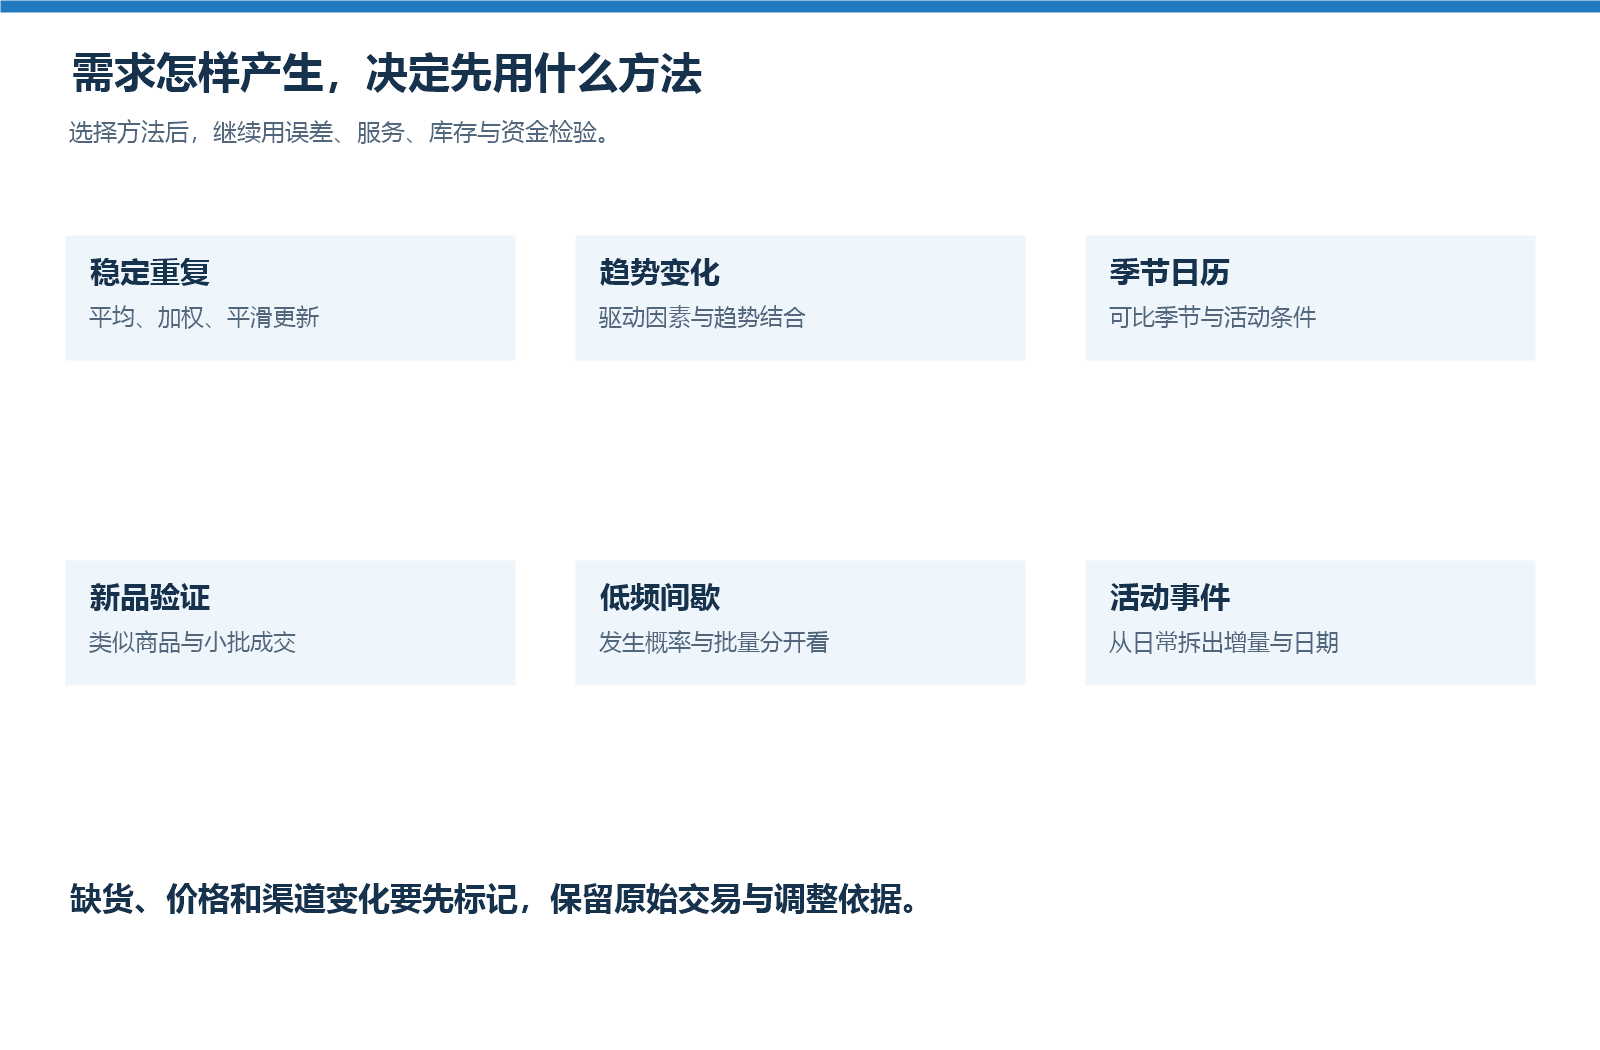 需求怎样产生，决定先用什么方法
选择方法后，继续用误差、服务、库存与资金检验。
稳定重复
平均、加权、平滑更新
趋势变化
驱动因素与趋势结合
季节日历
可比季节与活动条件
新品验证
类似商品与小批成交
低频间歇
发生概率与批量分开看
活动事件
从日常拆出增量与日期
缺货、价格和渠道变化要先标记，保留原始交易与调整依据。